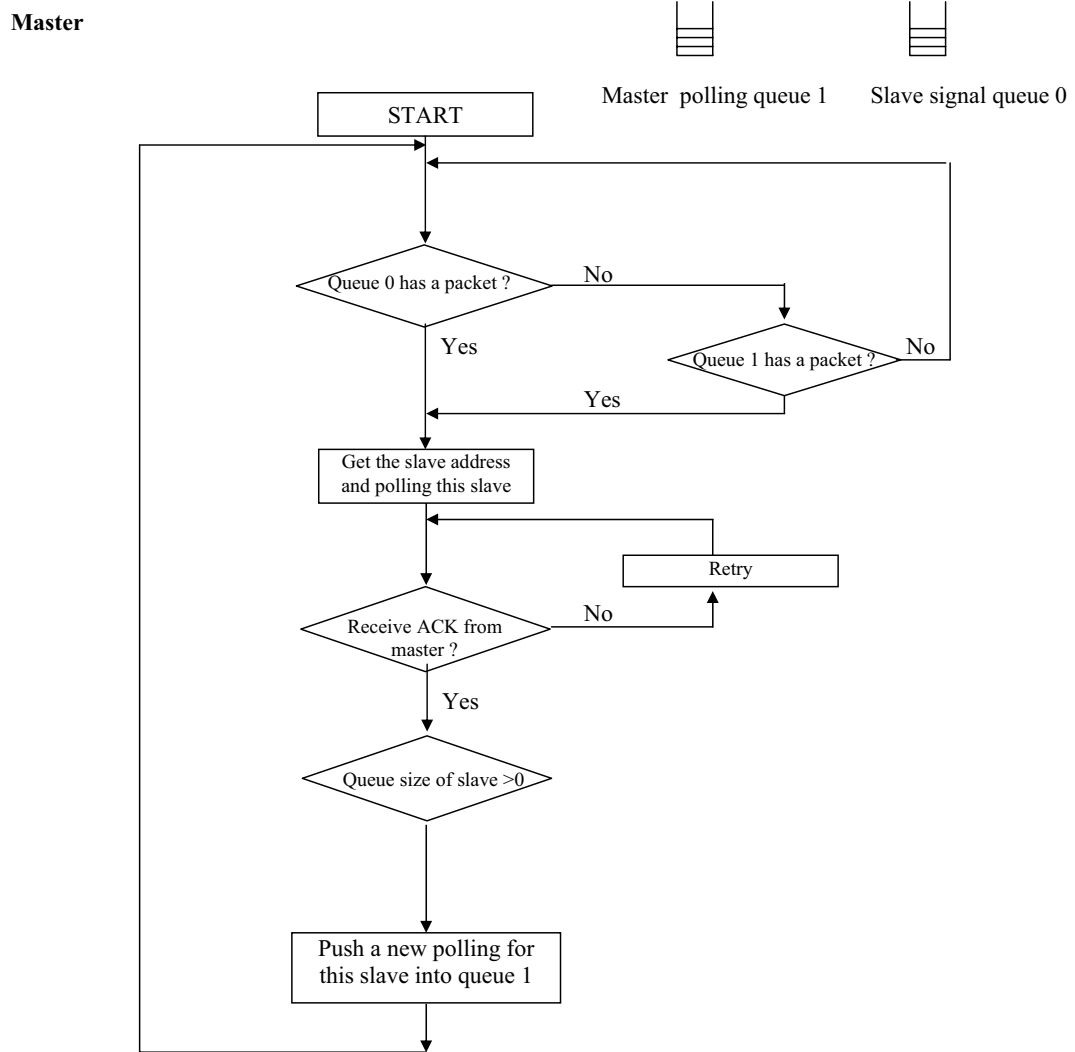 Master
Master polling queue 1
Slave signal queue 0
START
Queue 0 has a packet ?
No
Yes
Queue 1 has a packet ?
No
Yes
Get the slave address
and polling this slave
Retry
Receive ACK from
master ?
No
Yes
Queue size of slave >0
Push a new polling for
this slave into queue 1